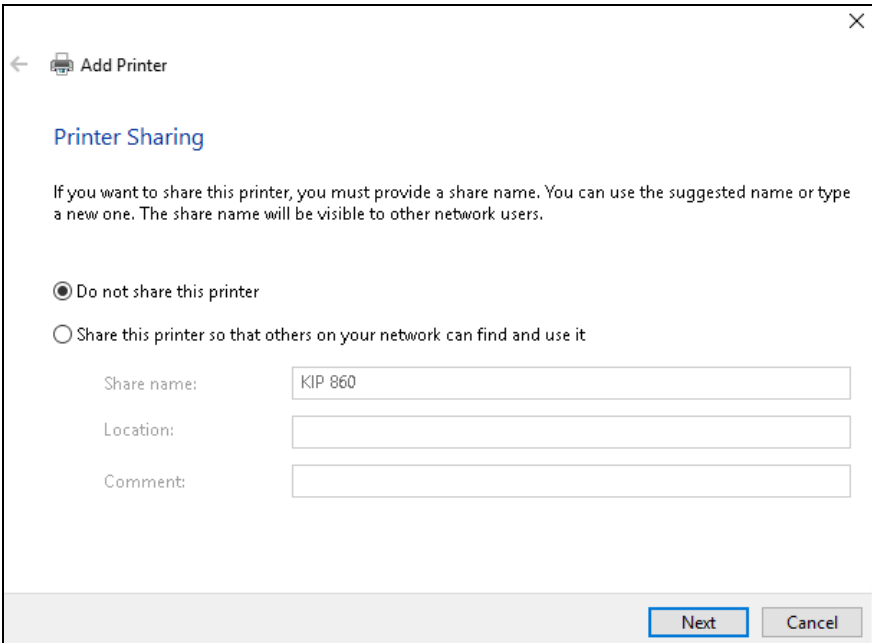 Add Printer
Printer Sharing
If you want to share this printer, you must provide a share name. You can use the suggested name or type
a new one. The share name will be visible to other network users.
Do not share this printer
Share this printer so that others on your network can find and use it
Share name: KIP 860
Location:
Comment:
Next Cancel